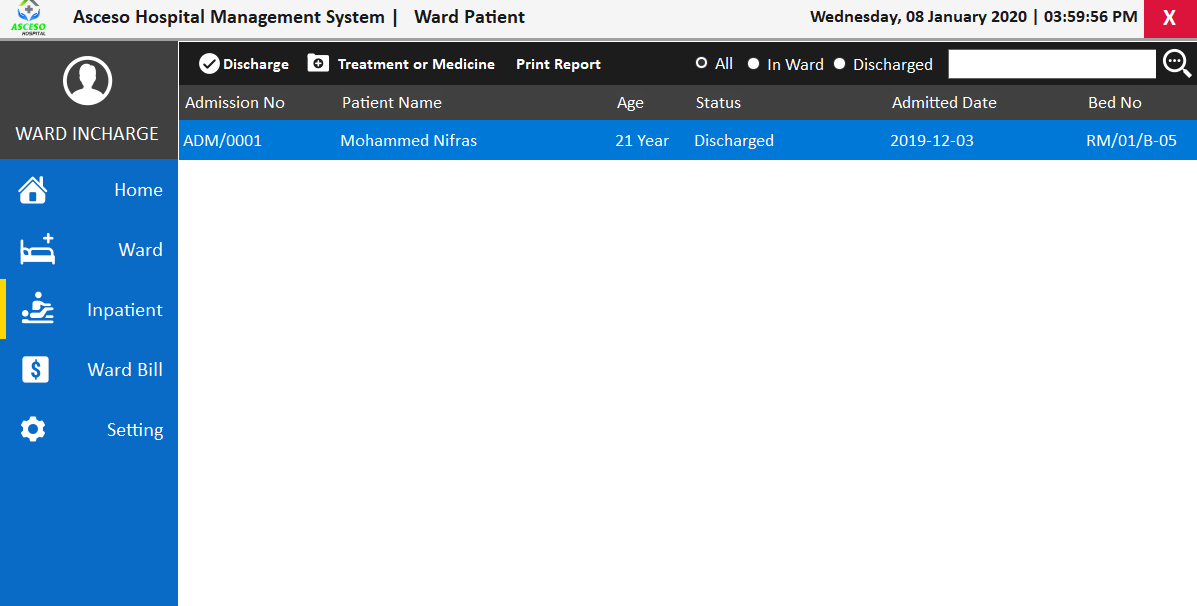 ASCESO
HOSPITAL
Asceso Hospital Management System | Ward Patient
Wednesday, 08 January 2020 | 03:59:56 PM
X
WARD INCHARGE
Home
Ward
Inpatient
$
Ward Bill
Setting
Discharge Treatment or Medicine Print Report All In Ward Discharged
Admission No Patient Name Age Status Admitted Date Bed No
ADM/0001 Mohammed Nifras 21 Year Discharged 2019-12-03 RM/01/B-05